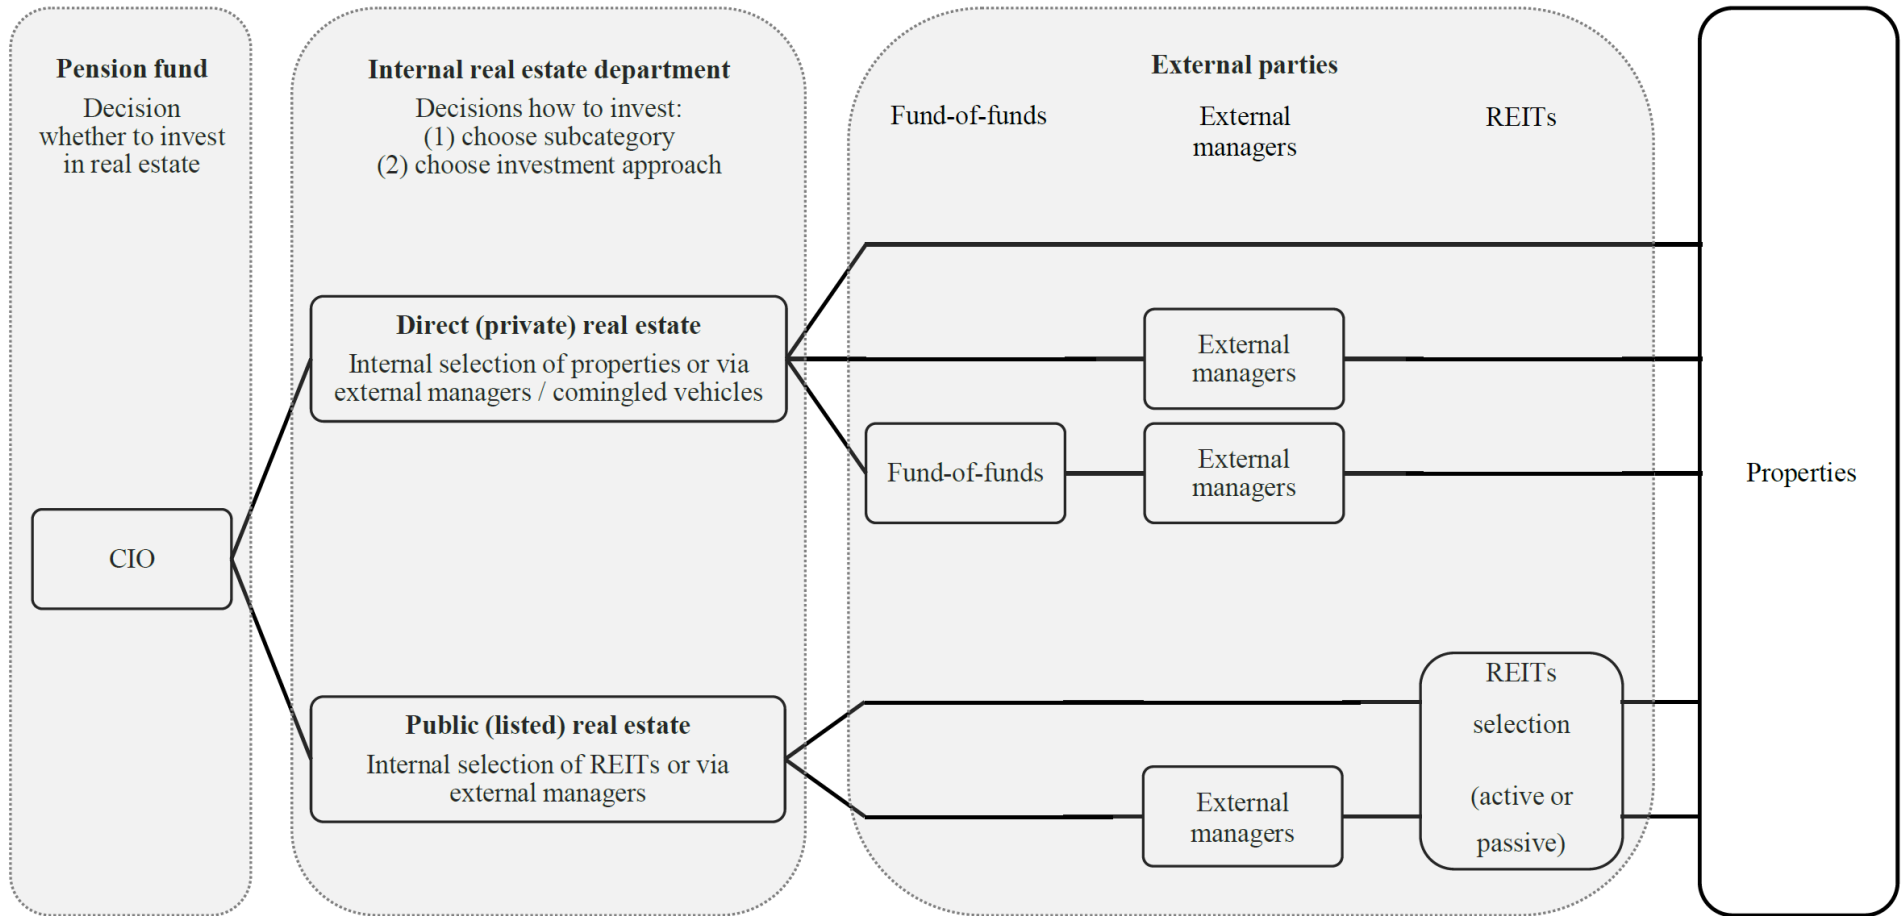 Pension fund
Decision
whether to invest
in real estate
Internal real estate department
Decisions how to invest:
(1) choose subcategory
(2) choose investment approach
External parties
Fund-of-funds
External
managers
REITs
Direct (private) real estate
Internal selection of properties or via
external managers / comingled vehicles
External
managers
Fund-of-funds
External
managers
Properties
CIO
Public (listed) real estate
Internal selection of REITs or via
external managers
External
managers
REITs
selection
(active or
passive)